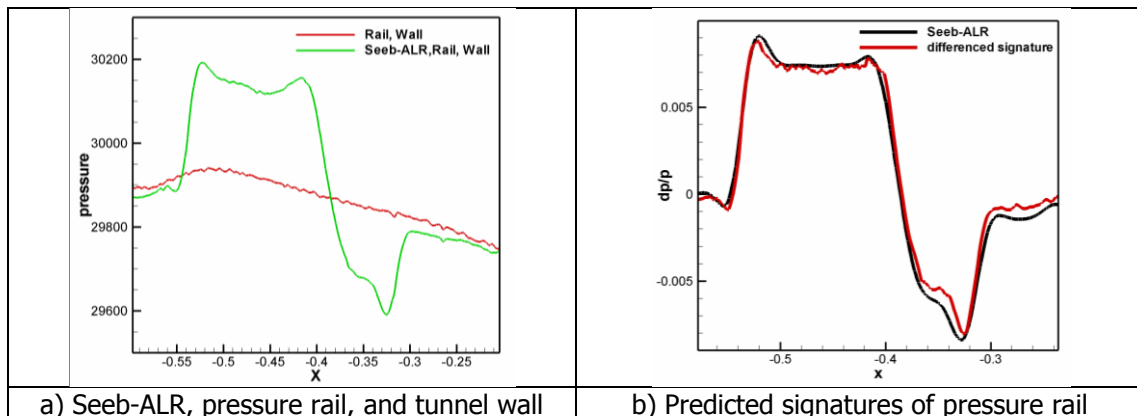 Rail, Wall
Seeb-ALR,Rail, Wall
30200
30000
29800
29600
pressure
-0.55 -0.5 -0.45 -0.4 -0.35 -0.3 -0.25
X
Seeb-ALR
differenced signature
0.005
0
-0.005
dp/p
-0.5 -0.4 -0.3
x
a) Seeb-ALR, pressure rail, and tunnel wall
b) Predicted signatures of pressure rail